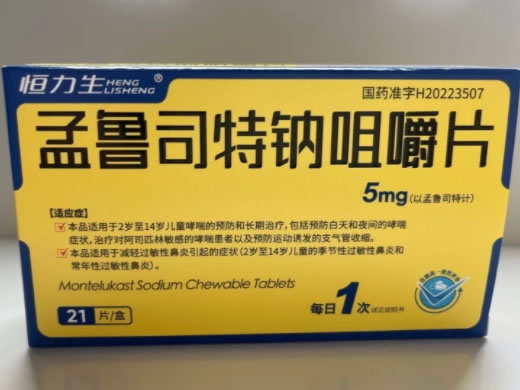 恒力生 HENG LISHENG®
国药准字H20223507
孟鲁司特钠咀嚼片
5mg(以孟鲁司特计)
【适应症】
本品适用于2岁至14岁儿童哮喘的预防和长期治疗,包括预防白天和夜间的哮喘
症状,治疗对阿司匹林敏感的哮喘患者以及预防运动诱发的支气管收缩。
本品适用于减轻过敏性鼻炎引起的症状(2岁至14岁儿童的季节性过敏性鼻炎和
常年性过敏性鼻炎)。
Montelukast Sodium Chewable Tablets
21 片/盒
每日1次 详见说明书